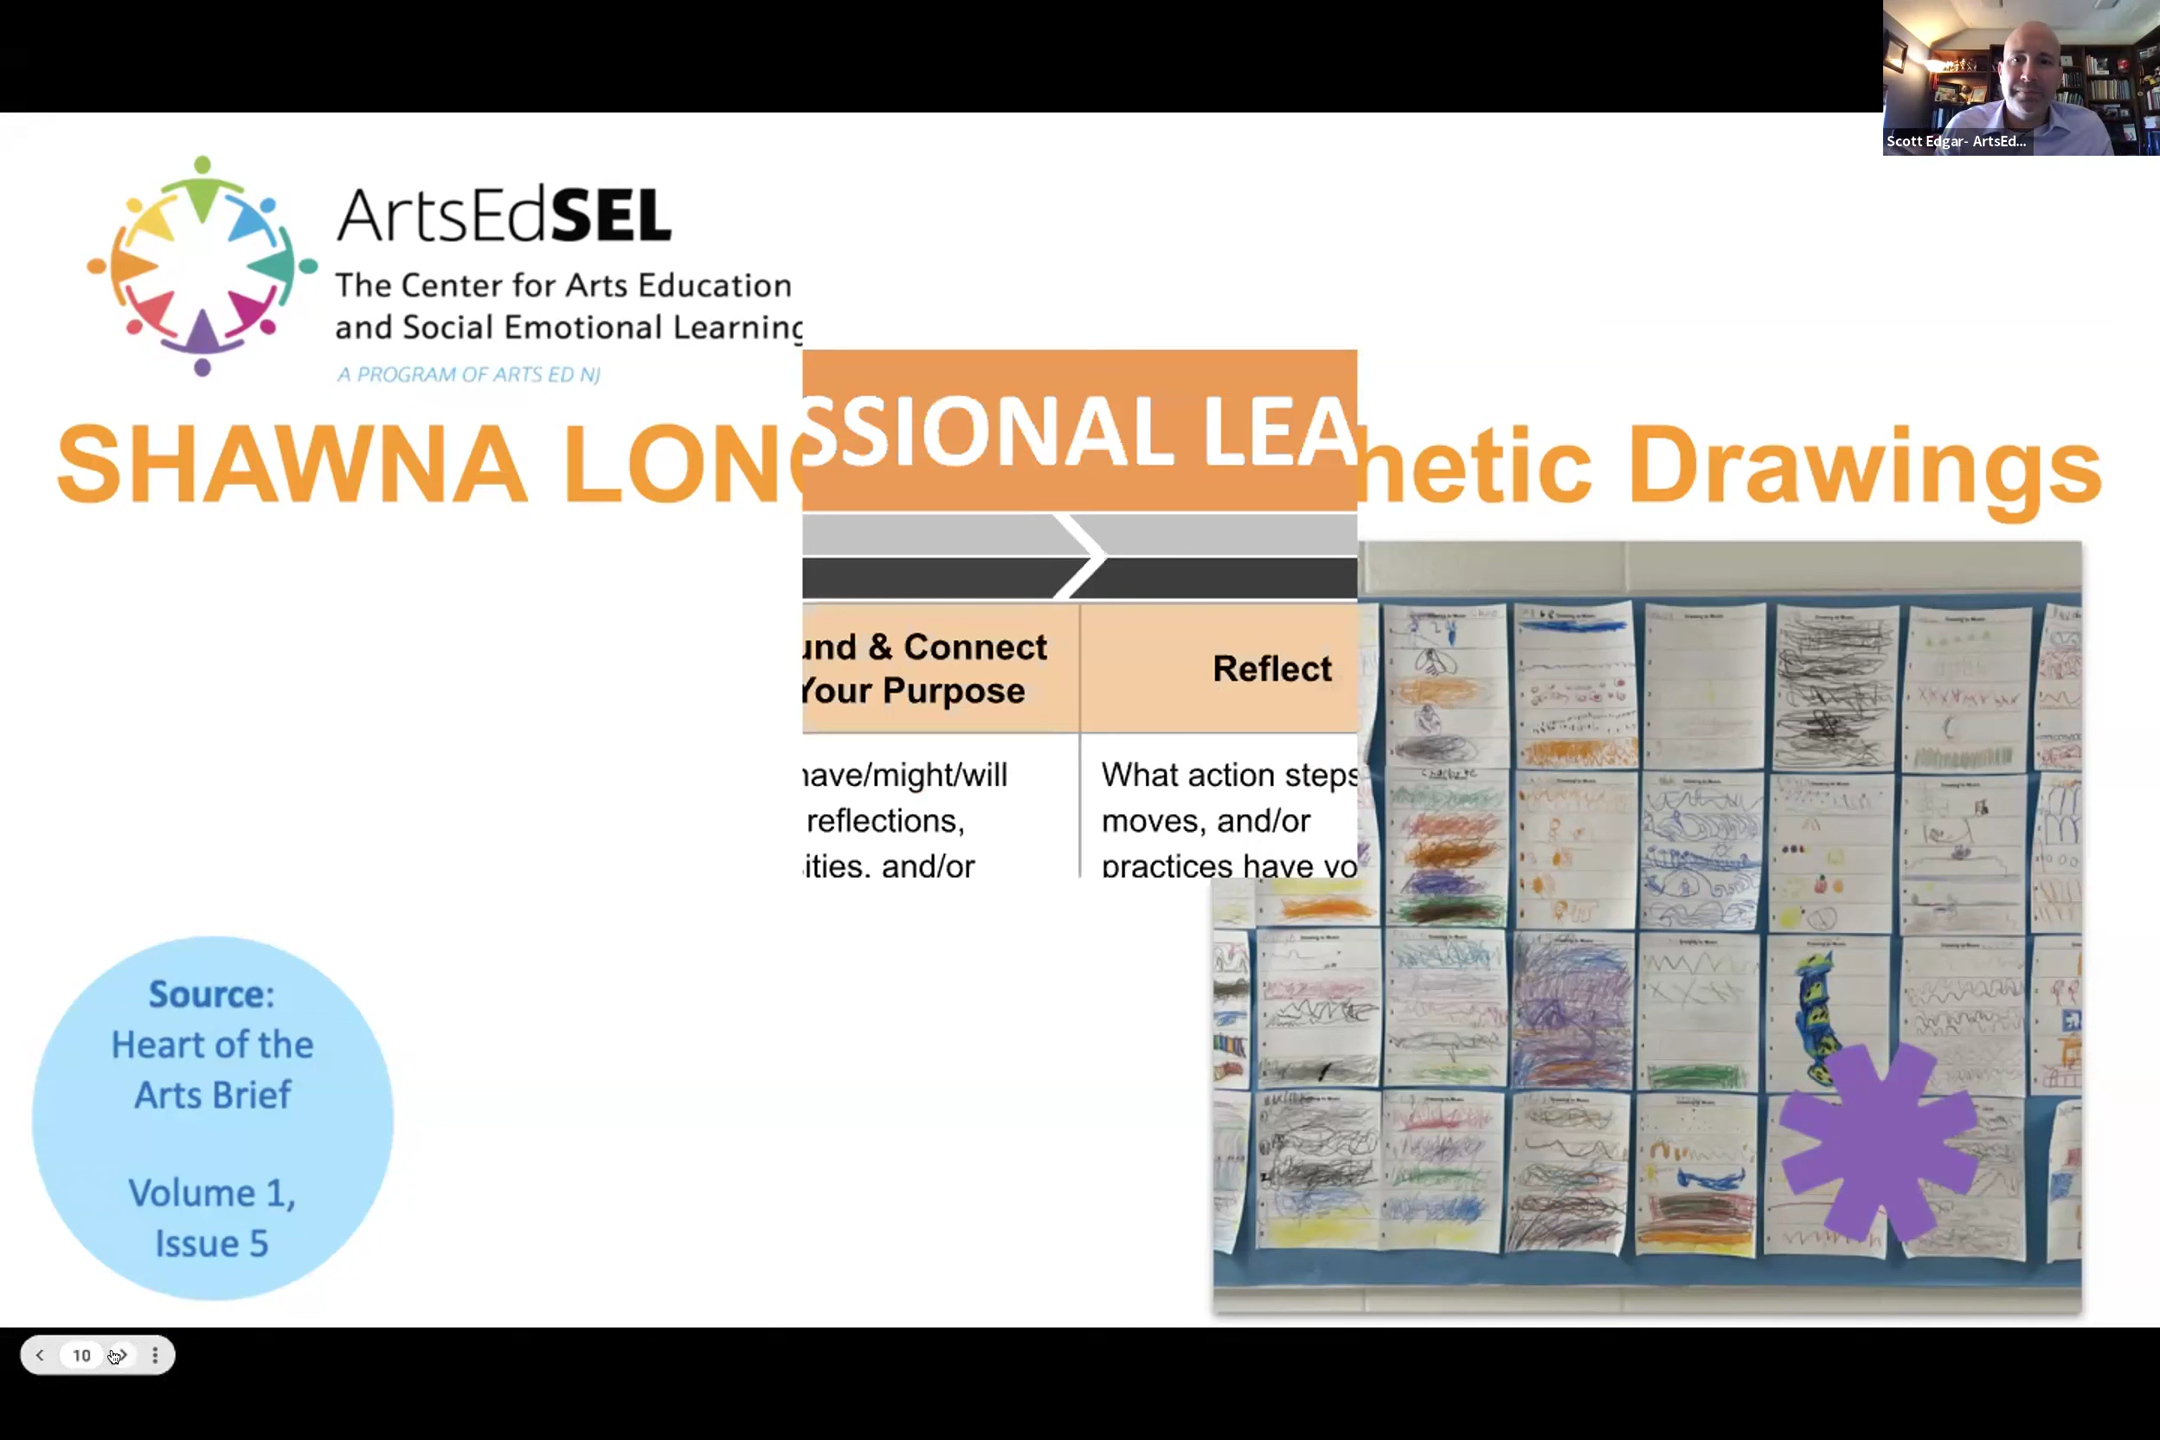 Scott Edgar- ArtsEd...
ArtsEdSEL
The Center for Arts Education
and Social Emotional Learning
A PROGRAM OF ARTS ED NJ
SHAWNA LON
hetic Drawings
SSIONAL LEA
und & Connect
Your Purpose
Reflect
have/might/will
reflections,
ities, and/or
What action steps
moves, and/or
practices have yo
Source:
Heart of the
Arts Brief
Volume 1,
Issue 5
10